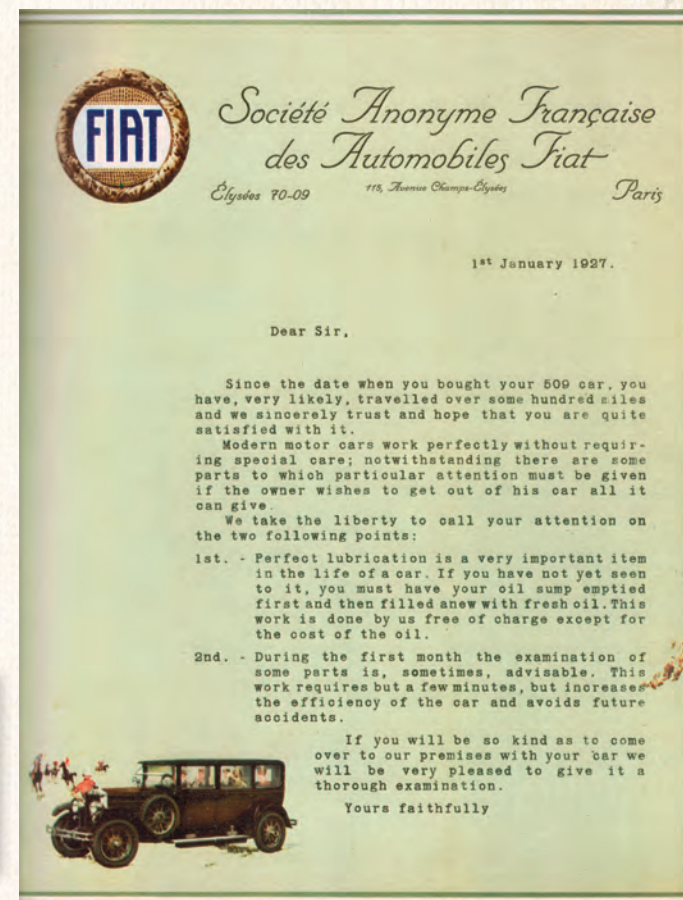 FIAT
Société Anonyme Française
des Automobiles Fiat
Élysées 70-09 115, Avenue Champs-Élysées Paris
1st January 1927.
Dear Sir,
Since the date when you bought your 509 car, you
have, very likely, travelled over some hundred miles
and we sincerely trust and hope that you are quite
satisfied with it.
Modern motor cars work perfectly without requir-
ing special care; notwithstanding there are some
parts to which particular attention must be given
if the owner wishes to get out of his car all it
can give.
We take the liberty to call your attention on
the two following points:
1st. - Perfect lubrication is a very important item
in the life of a car. If you have not yet seen
to it, you must have your oil sump emptied
first and then filled anew with fresh oil. This
work is done by us free of charge except for
the cost of the oil.
2nd. - During the first month the examination of
some parts is, sometimes, advisable. This
work requires but a few minutes, but increases
the efficiency of the car and avoids future
accidents.
If you will be so kind as to come
over to our premises with your car we
will be very pleased to give it a
thorough examination.
Yours faithfully